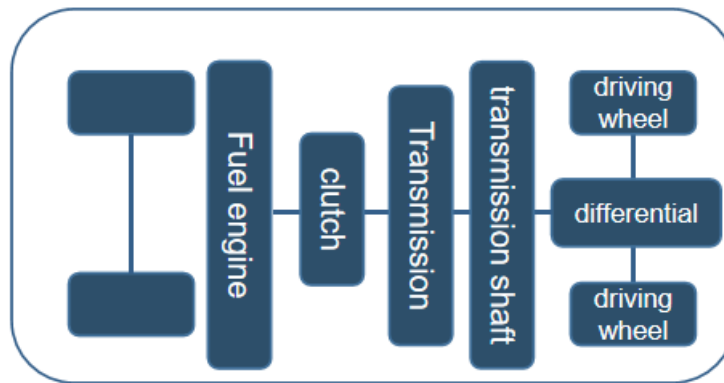 Fuel engine
clutch
Transmission
transmission shaft
driving
wheel
differential
driving
wheel